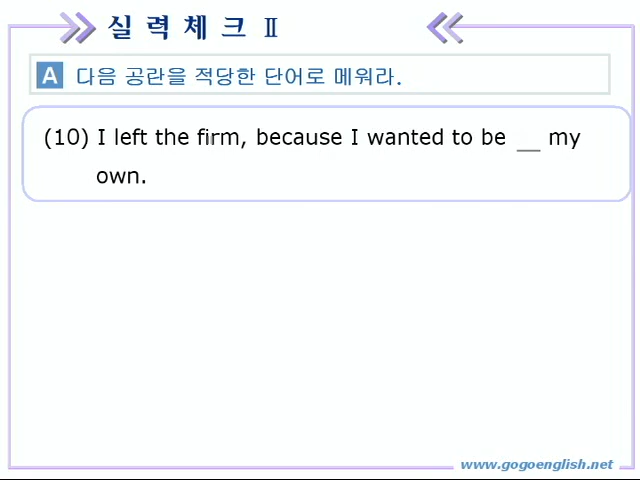 실 력 체 크 Ⅱ
A 다음 공란을 적당한 단어로 메워라.
(10) I left the firm, because I wanted to be __ my
own.
www.gogoenglish.net